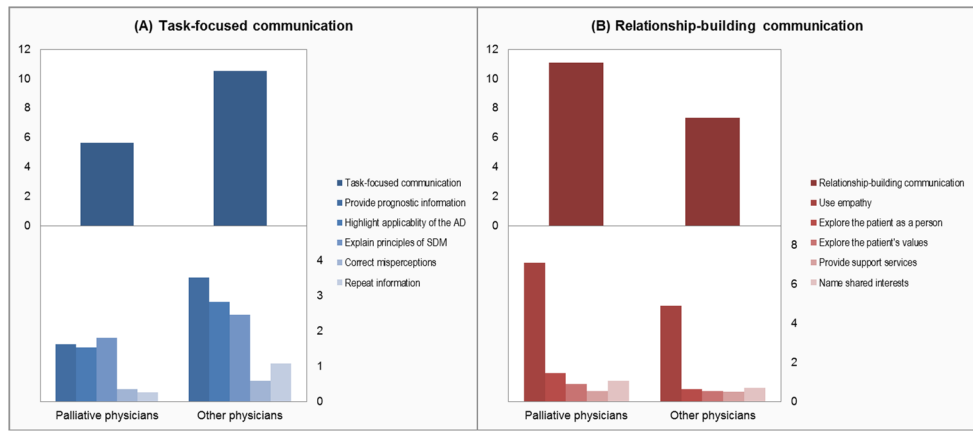 (A) Task-focused communication
12
10
8
6
4
2
0
Task-focused communication
Provide prognostic information
Highlight applicablity of the AD
Explain principles of SDM
Correct misperceptions
Repeat information
4
3
2
1
0
Palliative physicians
Other physicians
(B) Relationship-building communication
12
10
8
6
4
2
0
Relationship-building communication
Use empathy
Explore the patient as a person
Explore the patient's values
Provide support services
Name shared interests
8
6
4
2
0
Palliative physicians
Other physicians